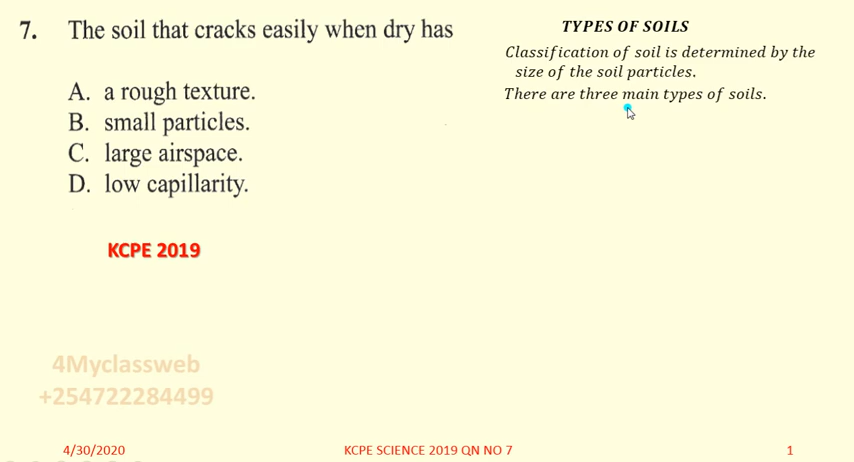 7. The soil that cracks easily when dry has
A. a rough texture.
B. small particles.
C. large airspace.
D. low capillarity.
KCPE 2019
TYPES OF SOILS
Classification of soil is determined by the
size of the soil particles.
There are three main types of soils.
4Myclassweb
+254722284499
4/30/2020
KCPE SCIENCE 2019 QN NO 7
1